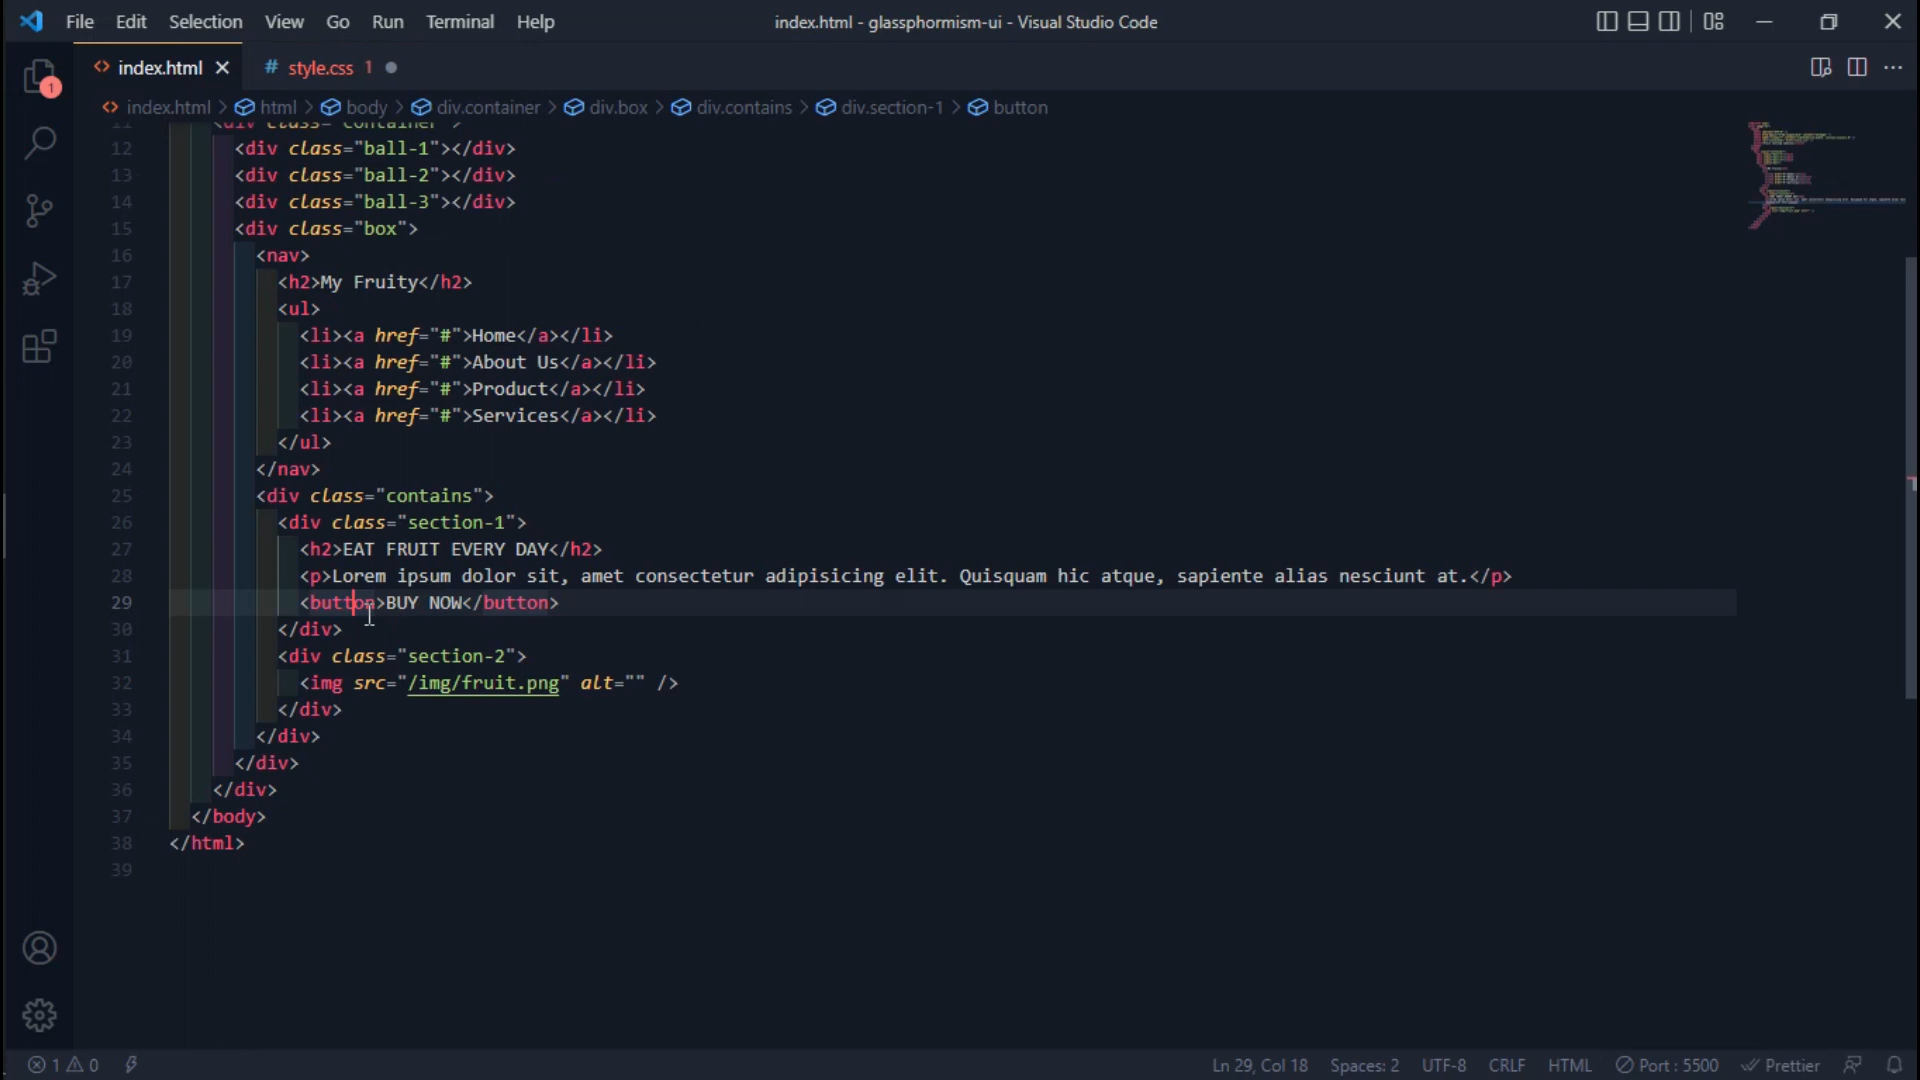 File Edit Selection View Go Run Terminal Help
index.html - glassphormism-ui - Visual Studio Code
index.html
# style.css 1
1
index.html > html > body > div.container > div.box > div.contains > div.section-1 > button
11 <div class="container">
12 <div class="ball-1"></div>
13 <div class="ball-2"></div>
14 <div class="ball-3"></div>
15 <div class="box">
16 <nav>
17 <h2>My Fruity</h2>
18 <ul>
19 <li><a href="#">Home</a></li>
20 <li><a href="#">About Us</a></li>
21 <li><a href="#">Product</a></li>
22 <li><a href="#">Services</a></li>
23 </ul>
24 </nav>
25 <div class="contains">
26 <div class="section-1">
27 <h2>EAT FRUIT EVERY DAY</h2>
28 <p>Lorem ipsum dolor sit, amet consectetur adipisicing elit. Quisquam hic atque, sapiente alias nesciunt at.</p>
29 <button>BUY NOW</button>
30 </div>
31 <div class="section-2">
32 <img src="/img/fruit.png" alt="" />
33 </div>
34 </div>
35 </div>
36 </div>
37 </body>
38 </html>
39
1 0
Ln 29, Col 18 Spaces: 2 UTF-8 CRLF HTML Port : 5500 Prettier